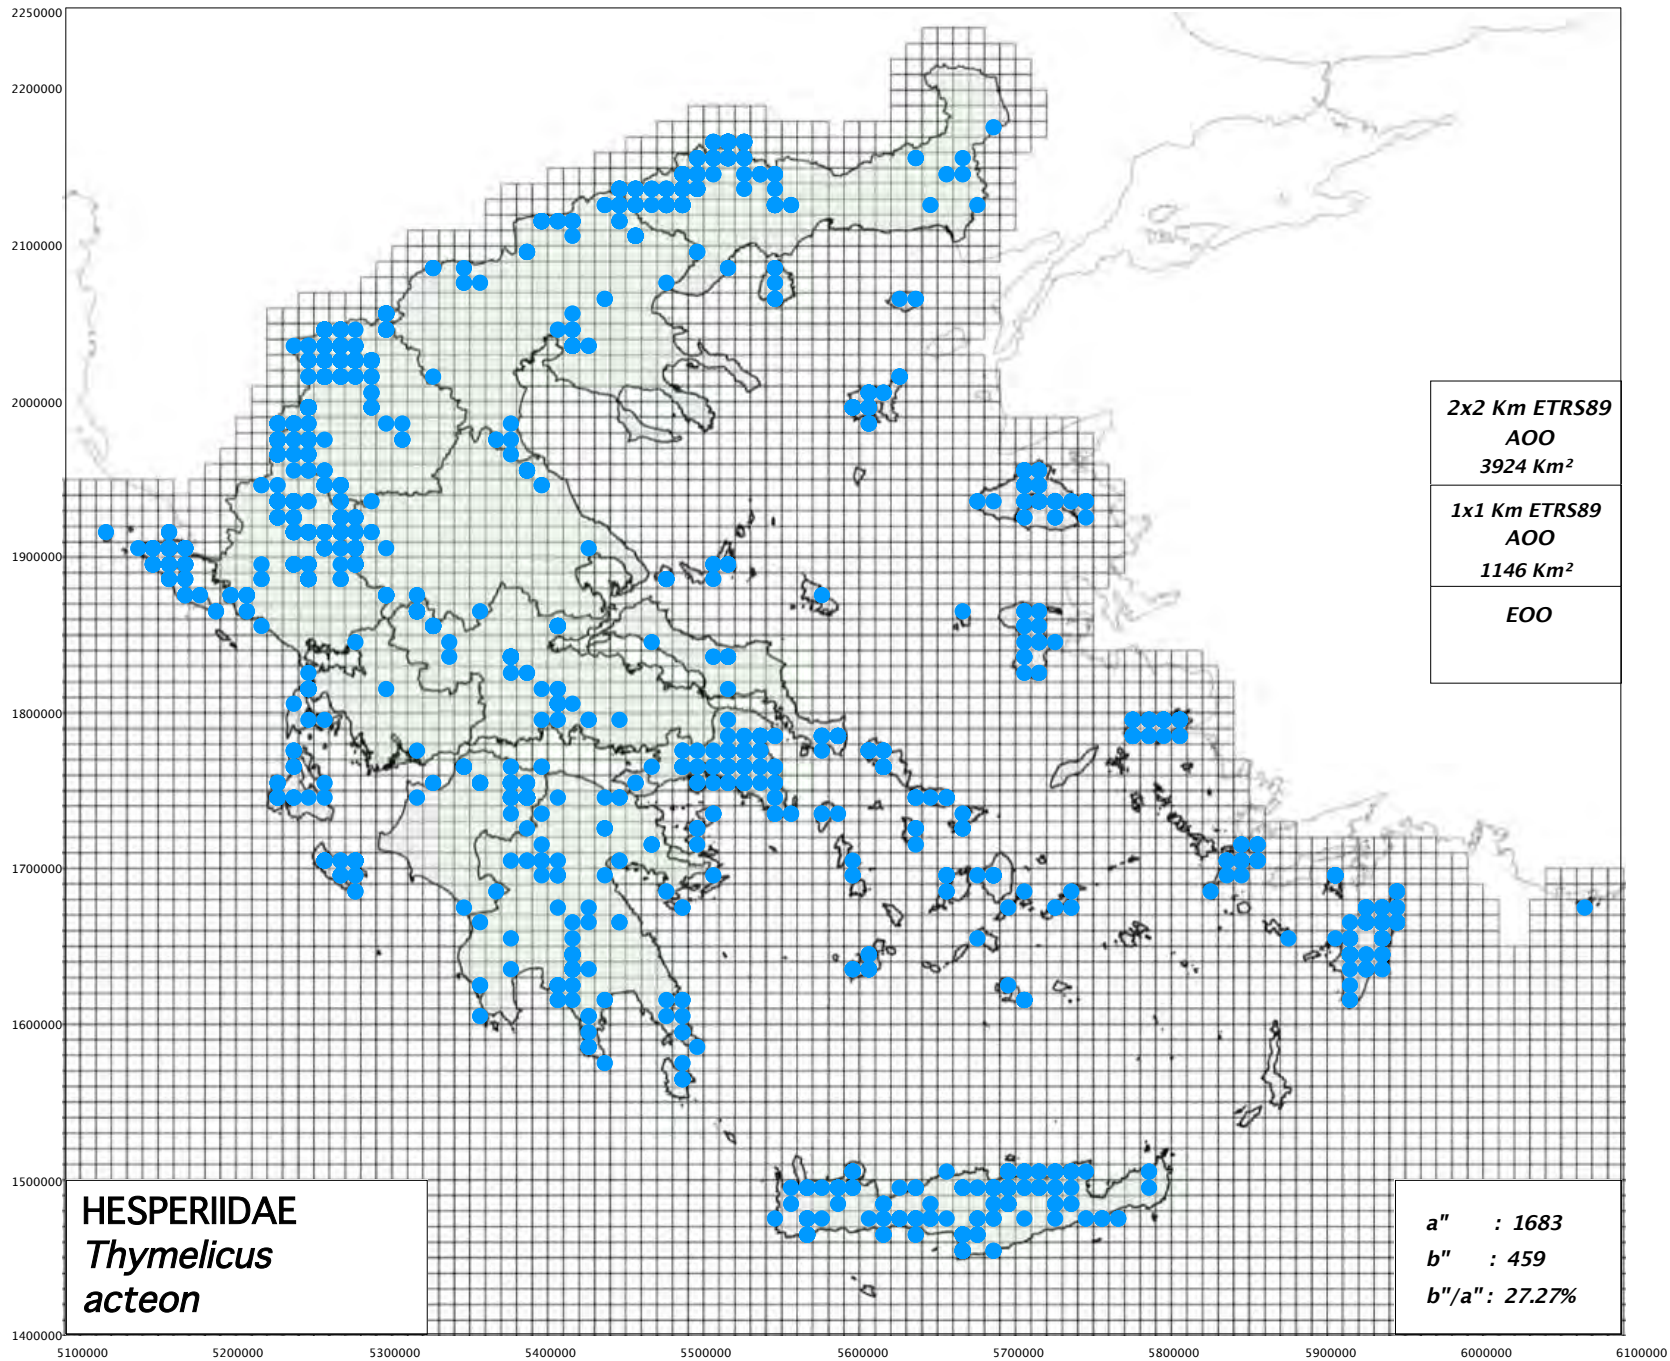 2250000
2200000
2100000
2000000
1900000
1800000
1700000
1600000
1500000
1400000
2x2 Km ETRS89
AOO
3924 Km²
1x1 Km ETRS89
AOO
1146 Km²
EOO
HESPERIIDAE
Thymelicus
acteon
a" : 1683
b" : 459
b"/a" : 27.27%
5100000 5200000 5300000 5400000 5500000 5600000 5700000 5800000 5900000 6000000 6100000